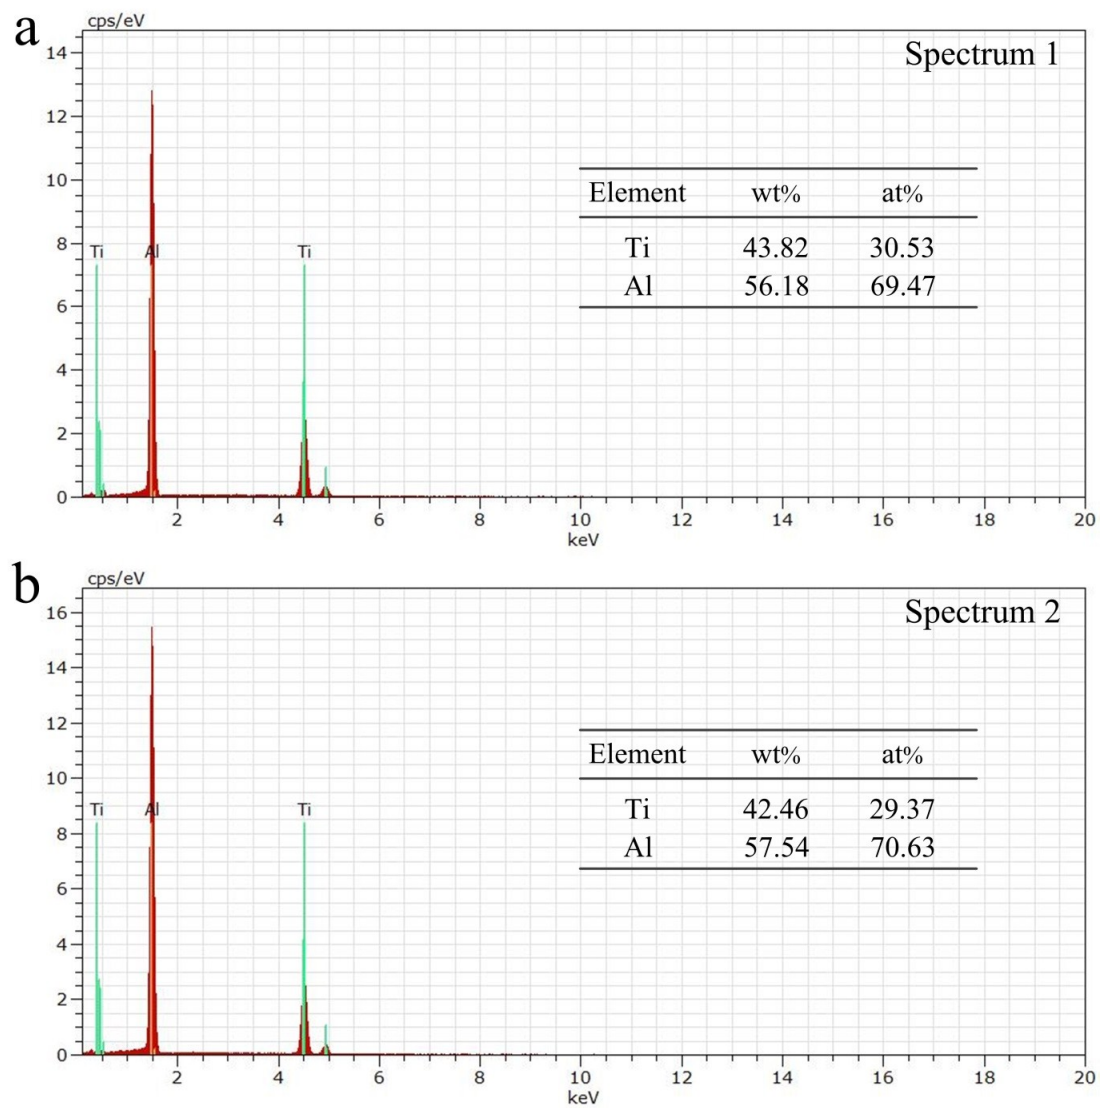 a
cps/eV
Spectrum 1
14
12
10
8
6
4
2
0
Ti Al Ti
Element wt% at%
Ti 43.82 30.53
Al 56.18 69.47
2 4 6 8 10 12 14 16 18 20
keV
b
cps/eV
Spectrum 2
16
14
12
10
8
6
4
2
0
Ti Al Ti
Element wt% at%
Ti 42.46 29.37
Al 57.54 70.63
2 4 6 8 10 12 14 16 18 20
keV